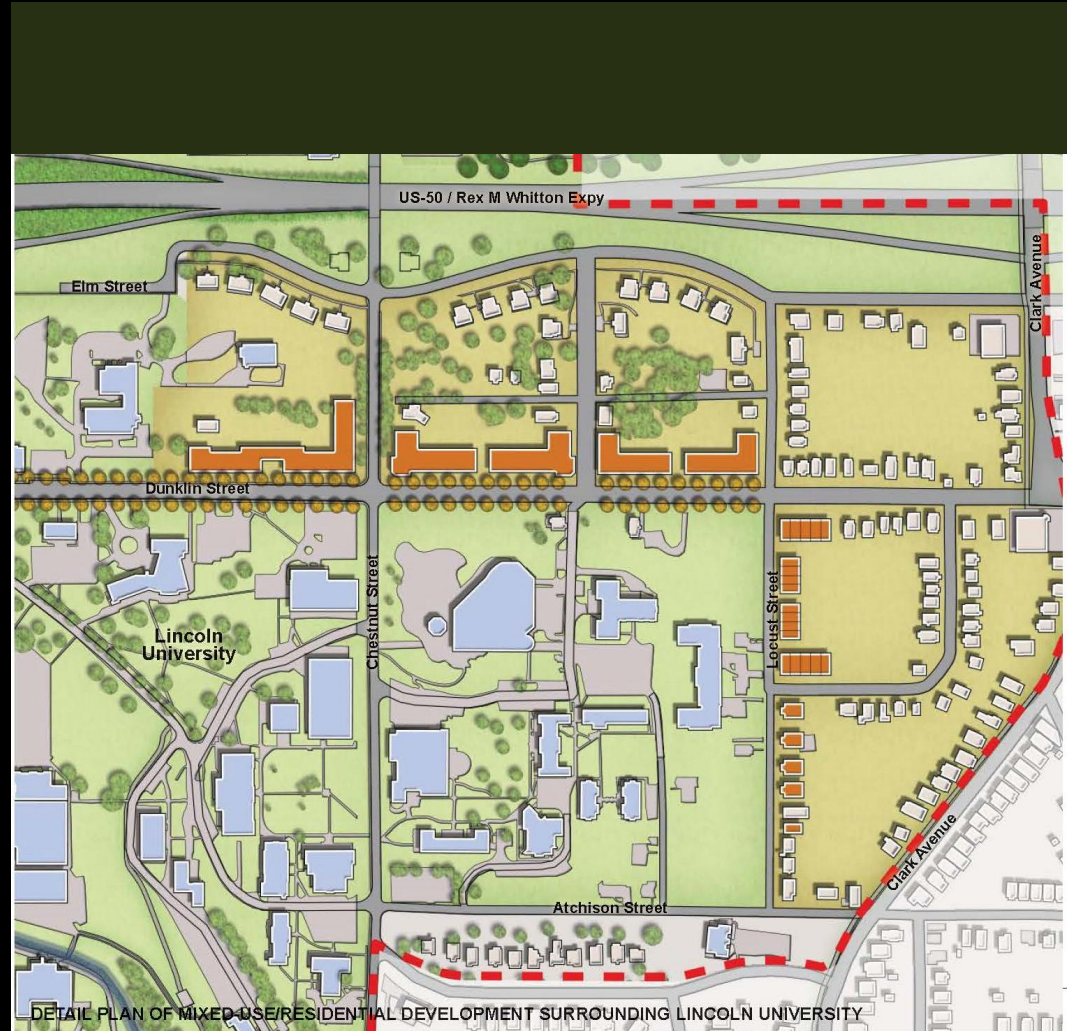 US-50 / Rex M Whitton Expy
Clark Avenue
Elm Street
Dunklin Street
Chestnut Street
Locust Street
Lincoln
University
Clark Avenue
Atchison Street
DETAIL PLAN OF MIXED-USE/RESIDENTIAL DEVELOPMENT SURROUNDING LINCOLN UNIVERSITY